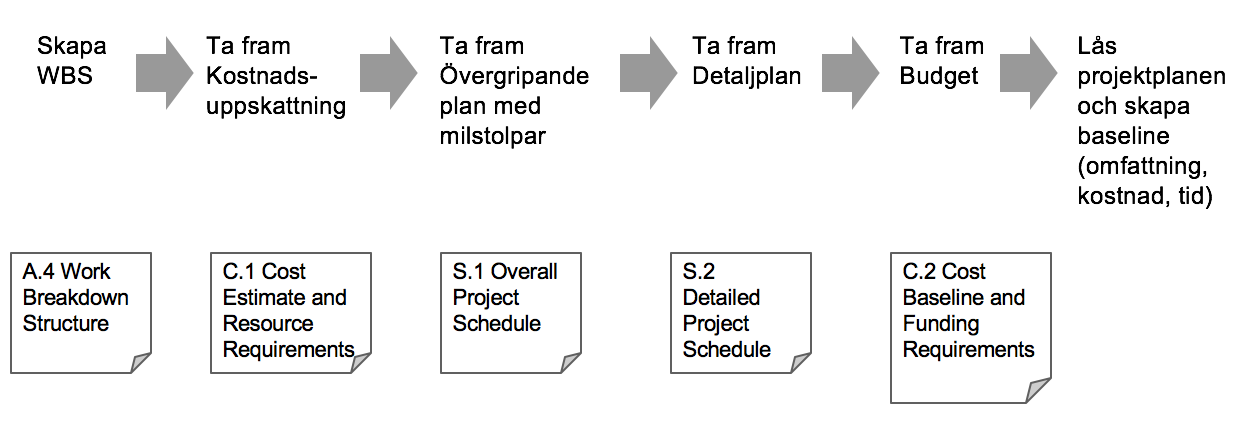 Skapa
WBS
Ta fram
Kostnads-
uppskattning
Ta fram
Övergripande
plan med
milstolpar
Ta fram
Detaljplan
Ta fram
Budget
Lås
projektplanen
och skapa
baseline
(omfattning,
kostnad, tid)
A.4 Work
Breakdown
Structure
C.1 Cost
Estimate and
Resource
Requirements
S.1 Overall
Project
Schedule
S.2
Detailed
Project
Schedule
C.2 Cost
Baseline and
Funding
Requirements